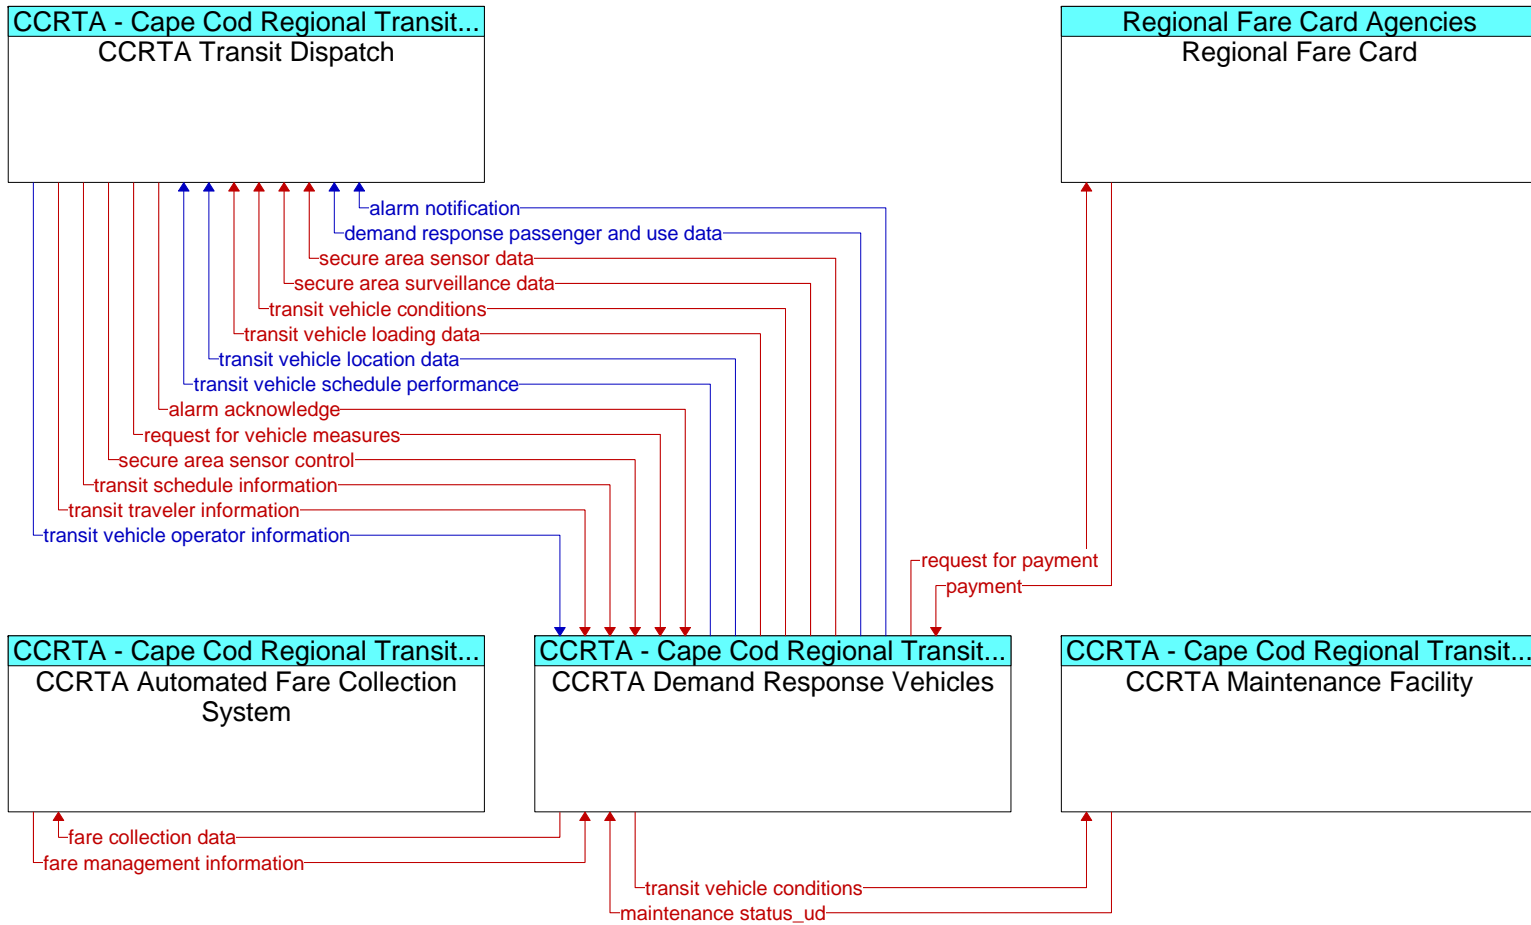 CCRTA - Cape Cod Regional Transit...
CCRTA Transit Dispatch
Regional Fare Card Agencies
Regional Fare Card
alarm notification
demand response passenger and use data
secure area sensor data
secure area surveillance data
transit vehicle conditions
transit vehicle loading data
transit vehicle location data
transit vehicle schedule performance
alarm acknowledge
request for vehicle measures
secure area sensor control
transit schedule information
transit traveler information
transit vehicle operator information
request for payment
payment
CCRTA - Cape Cod Regional Transit...
CCRTA Automated Fare Collection
System
CCRTA - Cape Cod Regional Transit...
CCRTA Demand Response Vehicles
CCRTA - Cape Cod Regional Transit...
CCRTA Maintenance Facility
fare collection data
fare management information
transit vehicle conditions
maintenance status_ud